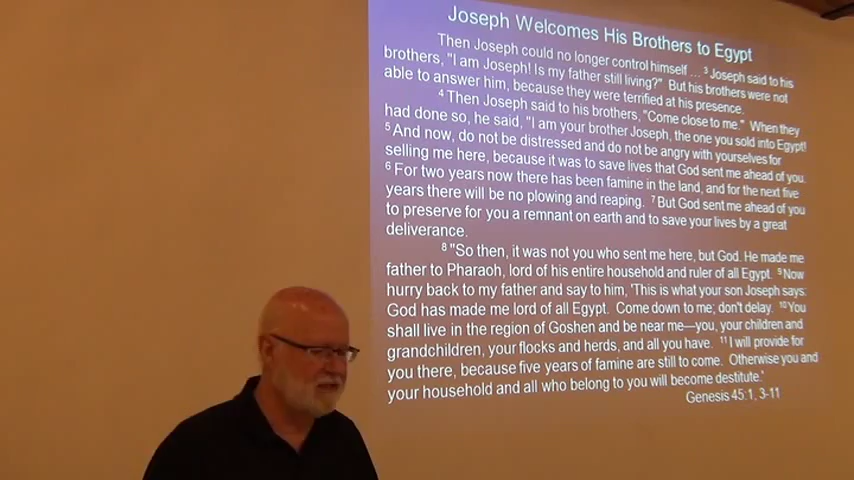 Joseph Welcomes His Brothers to Egypt
Then Joseph could no longer control himself ... ³ Joseph said to his
brothers, "I am Joseph! Is my father still living?" But his brothers were not
able to answer him, because they were terrified at his presence.
⁴ Then Joseph said to his brothers, "Come close to me." When they
had done so, he said, "I am your brother Joseph, the one you sold into Egypt!
⁵ And now, do not be distressed and do not be angry with yourselves for
selling me here, because it was to save lives that God sent me ahead of you.
⁶ For two years now there has been famine in the land, and for the next five
years there will be no plowing and reaping. ⁷ But God sent me ahead of you
to preserve for you a remnant on earth and to save your lives by a great
deliverance.
⁸ "So then, it was not you who sent me here, but God. He made me
father to Pharaoh, lord of his entire household and ruler of all Egypt. ⁹ Now
hurry back to my father and say to him, 'This is what your son Joseph says:
God has made me lord of all Egypt. Come down to me; don't delay. ¹⁰ You
shall live in the region of Goshen and be near me—you, your children and
grandchildren, your flocks and herds, and all you have. ¹¹ I will provide for
you there, because five years of famine are still to come. Otherwise you and
your household and all who belong to you will become destitute.'
Genesis 45:1, 3-11